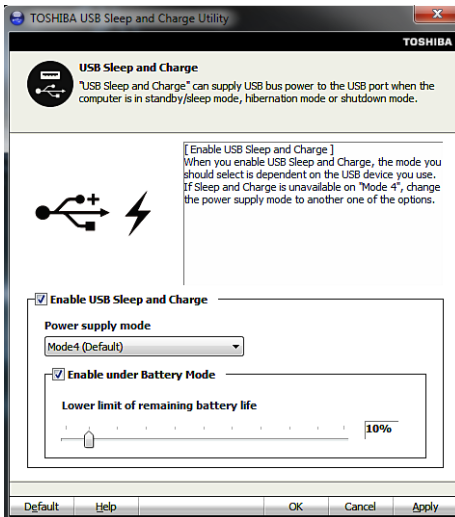 TOSHIBA USB Sleep and Charge Utility
TOSHIBA
USB Sleep and Charge
"USB Sleep and Charge" can supply USB
bus power to the USB port when the
computer is in standby/sleep mode, hibernation mode
or shutdown mode.
[ Enable USB Sleep and Charge ]
When you enable USB Sleep and Charge, the mode you
should select is dependent on the USB device you use.
If Sleep and Charge is unavailable on "Mode 4", change
the power supply mode to another one of the options.
Enable USB Sleep and Charge
Power supply mode
Mode4 (Default)
Enable under Battery Mode
Lower limit of remaining battery life
10%
Default Help OK Cancel Apply